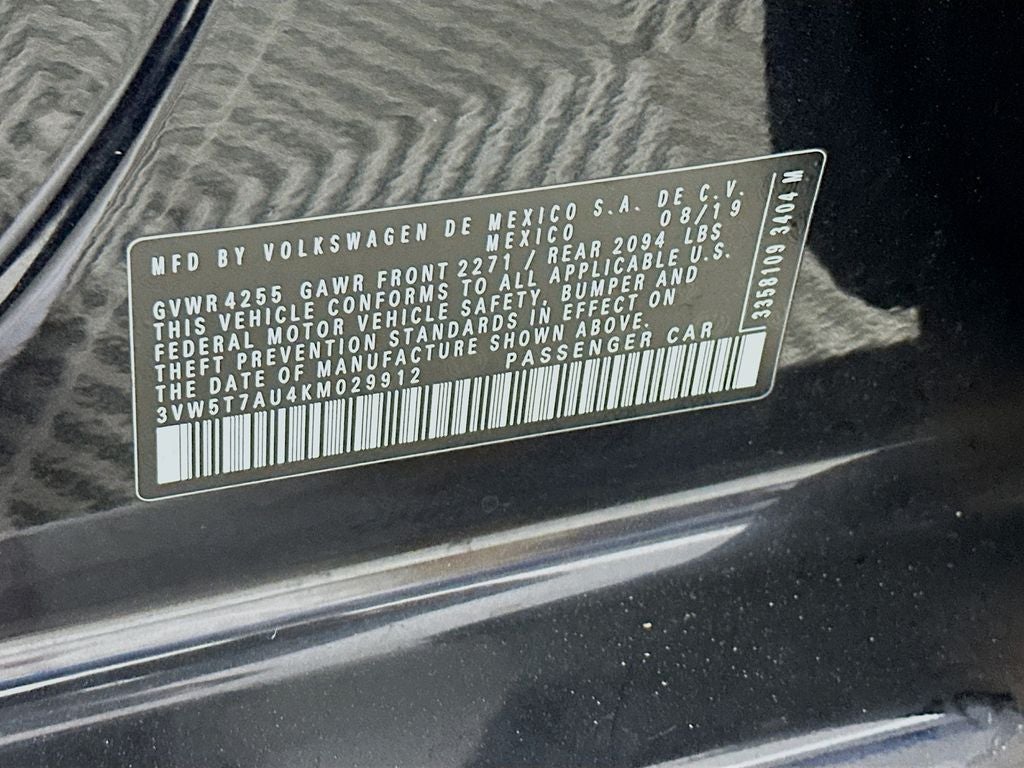 MFD BY VOLKSWAGEN DE MEXICO S.A. DE C.V.
MEXICO 08/19
GVWR 4255 GAWR FRONT 2271 / REAR 2094 LBS
THIS VEHICLE CONFORMS TO ALL APPLICABLE U.S.
FEDERAL MOTOR VEHICLE SAFETY, BUMPER AND
THEFT PREVENTION STANDARDS IN EFFECT ON
THE DATE OF MANUFACTURE SHOWN ABOVE.
3VW5T7AU4KM029912 PASSENGER CAR
3358109 3404 M